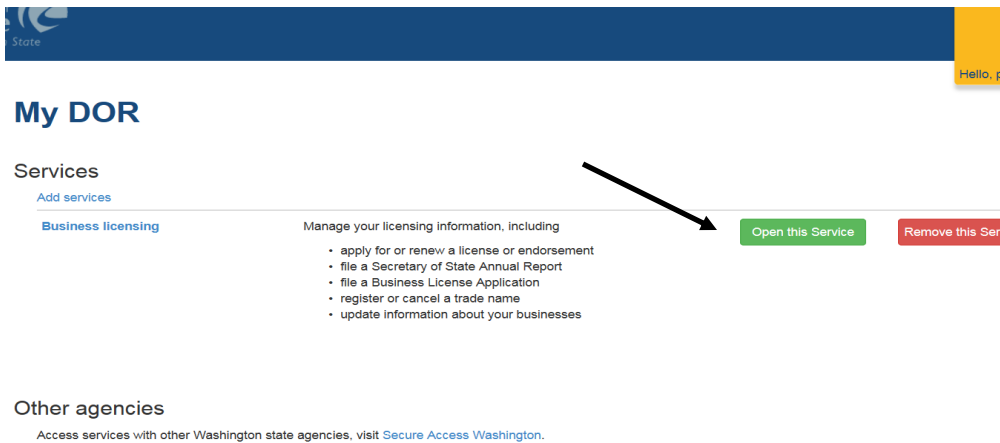 State
Hello,
My DOR
Services
Add services
Business licensing
Manage your licensing information, including
• apply for or renew a license or endorsement
• file a Secretary of State Annual Report
• file a Business License Application
• register or cancel a trade name
• update information about your businesses
Open this Service
Remove this Ser
Other agencies
Access services with other Washington state agencies, visit Secure Access Washington.